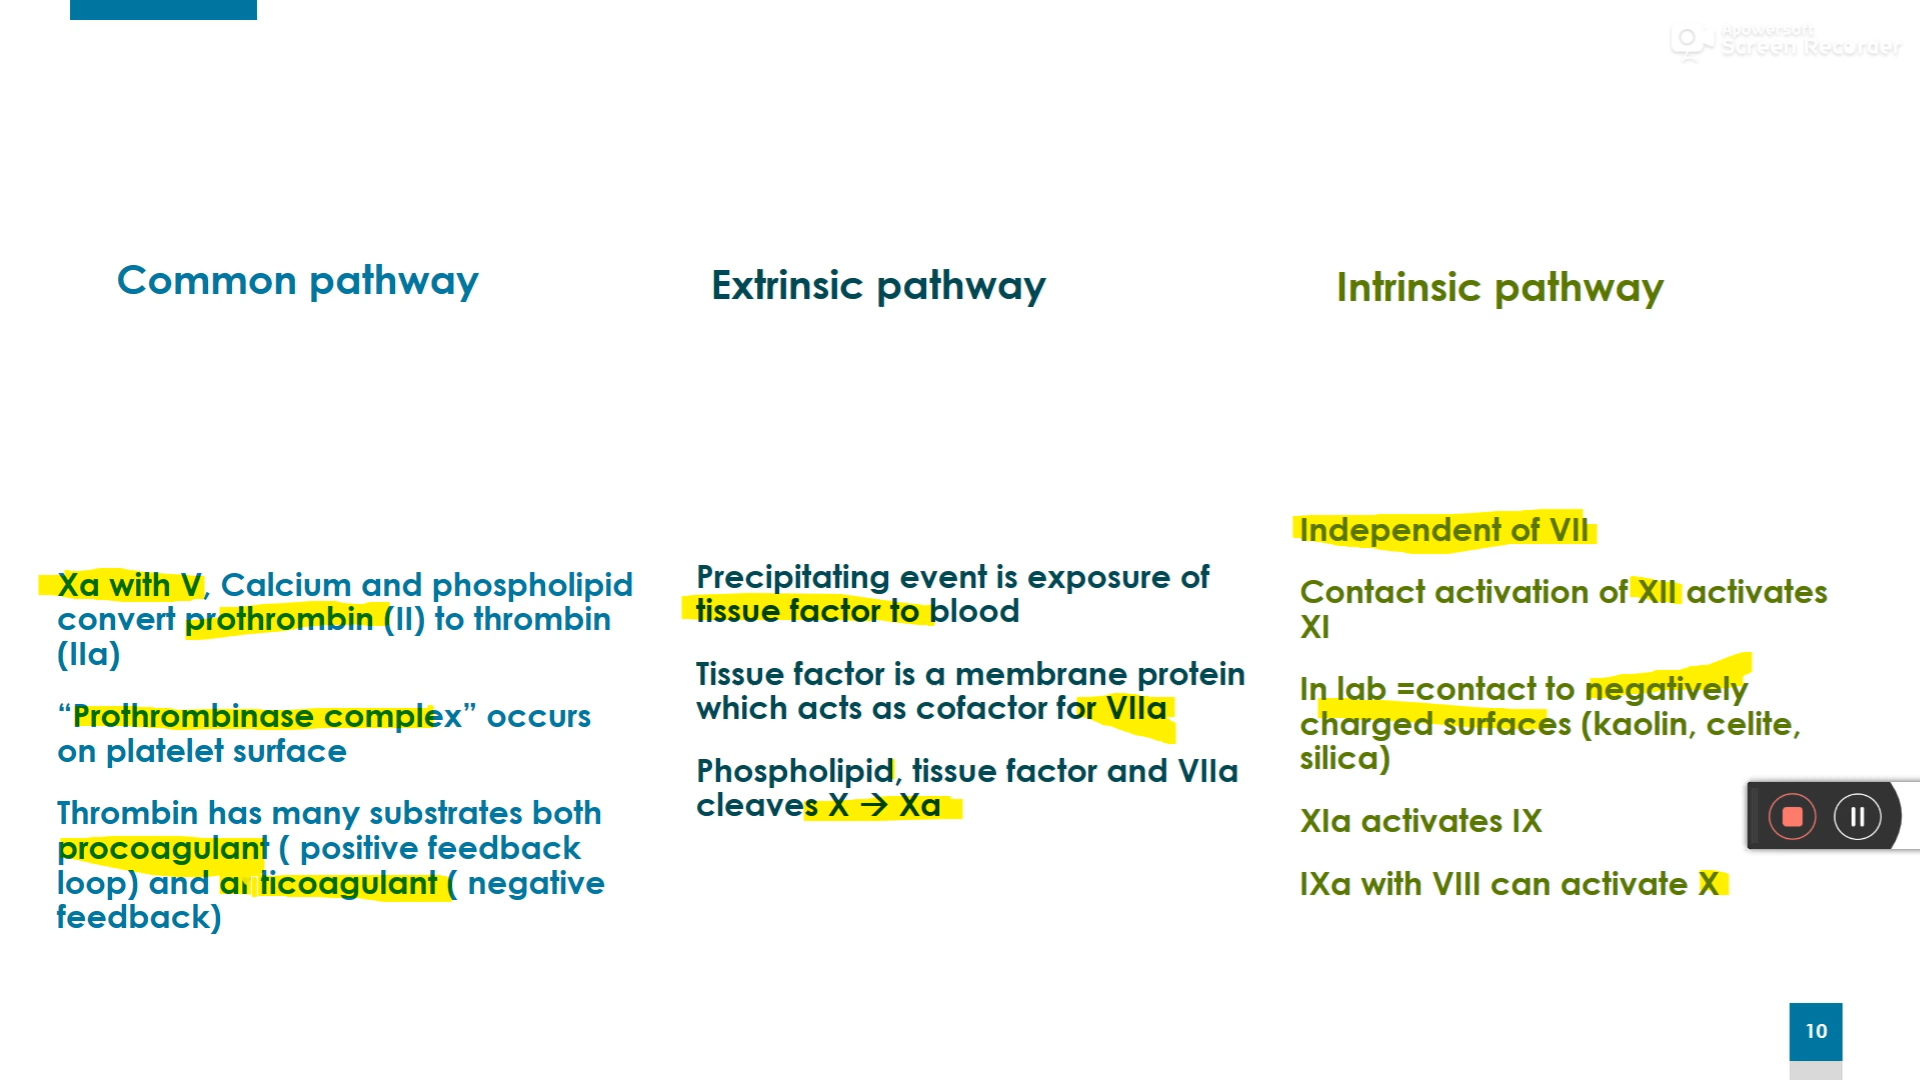 Apowersoft
Screen Recorder
Common pathway
Xa with V, Calcium and phospholipid
convert prothrombin (II) to thrombin
(IIa)
“Prothrombinase complex” occurs
on platelet surface
Thrombin has many substrates both
procoagulant ( positive feedback
loop) and anticoagulant ( negative
feedback)
Extrinsic pathway
Precipitating event is exposure of
tissue factor to blood
Tissue factor is a membrane protein
which acts as cofactor for VIIa
Phospholipid, tissue factor and VIIa
cleaves X → Xa
Intrinsic pathway
Independent of VII
Contact activation of XII activates
XI
In lab =contact to negatively
charged surfaces (kaolin, celite,
silica)
XIa activates IX
IXa with VIII can activate X
10